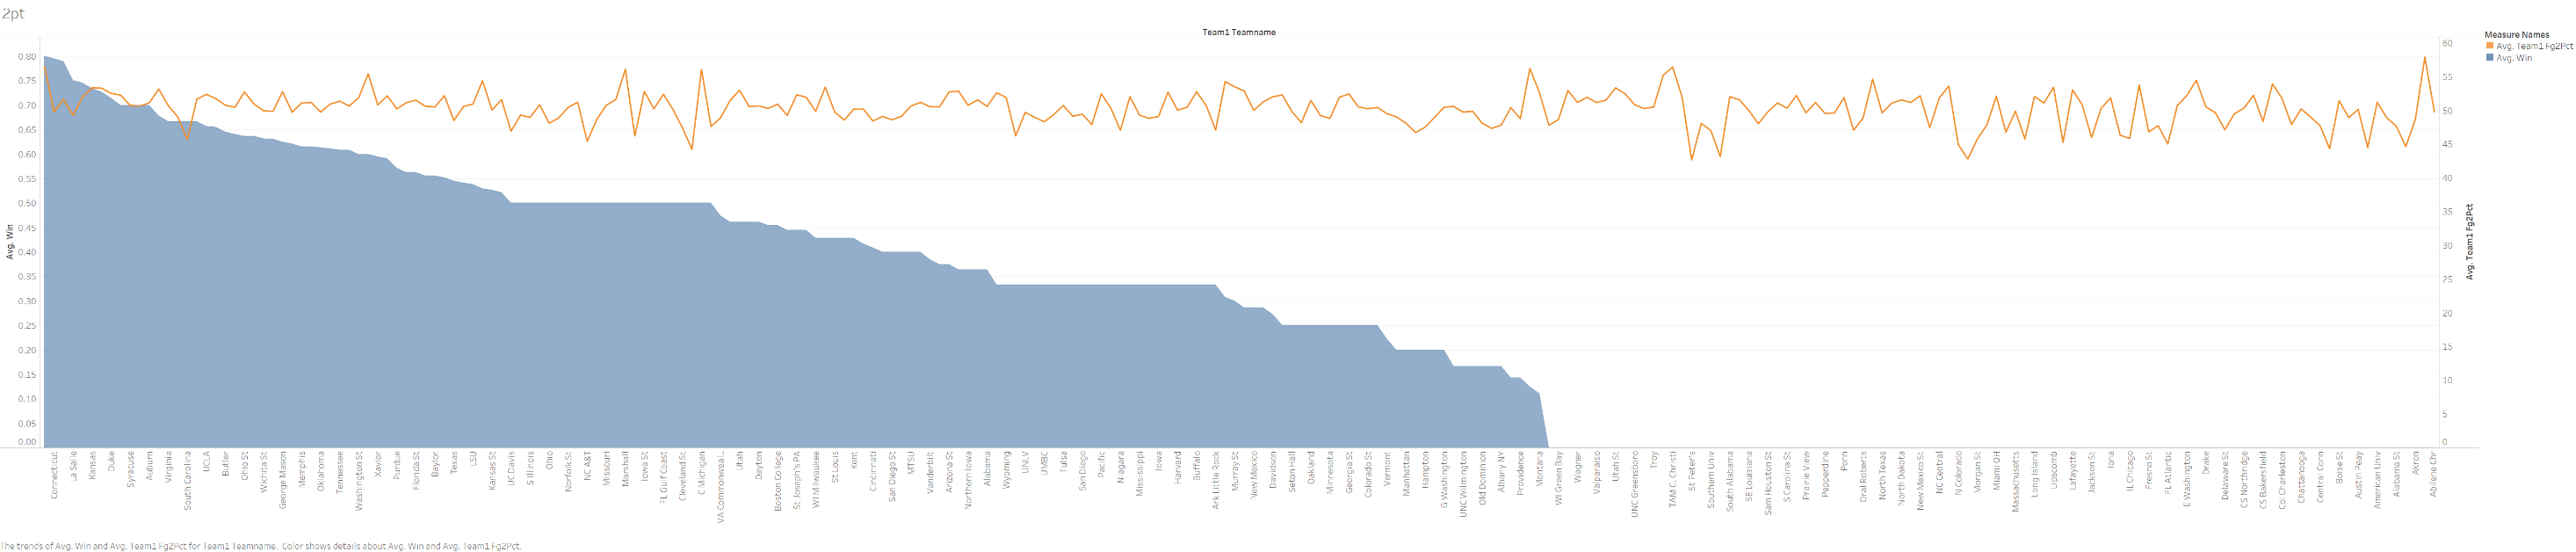 2pt
Team1 Teamname
Measure Names
Avg. Team1 Fg2Pct
Avg. Win
0.80
0.75
0.70
0.65
0.60
0.55
0.50
0.45
0.40
0.35
0.30
0.25
0.20
0.15
0.10
0.05
0.00
Avg. Win
60
55
50
45
40
35
30
25
20
15
10
5
0
Avg. Team1 Fg2Pct
Connecticut
La Salle
Kansas
Duke
Syracuse
Auburn
Virginia
South Carolina
UCLA
Butler
Ohio St
Wichita St
George Mason
Memphis
Oklahoma
Tennessee
Washington St
Xavier
Purdue
Florida St
Baylor
Texas
LSU
Kansas St
UC Davis
S Illinois
Ohio
Norfolk St
NC A&T
Missouri
Marshall
Iowa St
FL Gulf Coast
Cleveland St
C Michigan
VA Commonweal..
Utah
Dayton
Boston College
St Joseph's PA
WI Milwaukee
St Louis
Kent
Cincinnati
San Diego St
MTSU
Vanderbilt
Arizona St
Northern Iowa
Alabama
Wyoming
UNLV
UMBC
Tulsa
San Diego
Pacific
Niagara
Mississippi
Iowa
Harvard
Buffalo
Ark Little Rock
Murray St
New Mexico
Davidson
Seton Hall
Oakland
Minnesota
Georgia St
Colorado St
Vermont
Manhattan
Hampton
G Washington
UNC Wilmington
Old Dominion
Albany NY
Providence
Montana
WI Green Bay
Wagner
Valparaiso
Utah St
UNC Greensboro
Troy
TAM C. Christi
St Peter's
Southern Univ
South Alabama
SE Louisiana
Sam Houston St
S Carolina St
Prairie View
Pepperdine
Penn
Oral Roberts
North Texas
North Dakota
New Mexico St
NC Central
N Colorado
Morgan St
Miami OH
Massachusetts
Long Island
Lipscomb
Lafayette
Jackson St
Iona
IL Chicago
Fresno St
FL Atlantic
E Washington
Drake
Delaware St
CS Northridge
CS Bakersfield
Col Charleston
Chattanooga
Central Conn
Boise St
Austin Peay
American Univ
Alabama St
Akron
Abilene Chr
The trends of Avg. Win and Avg. Team1 Fg2Pct for Team1 Teamname. Color shows details about Avg. Win and Avg. Team1 Fg2Pct.